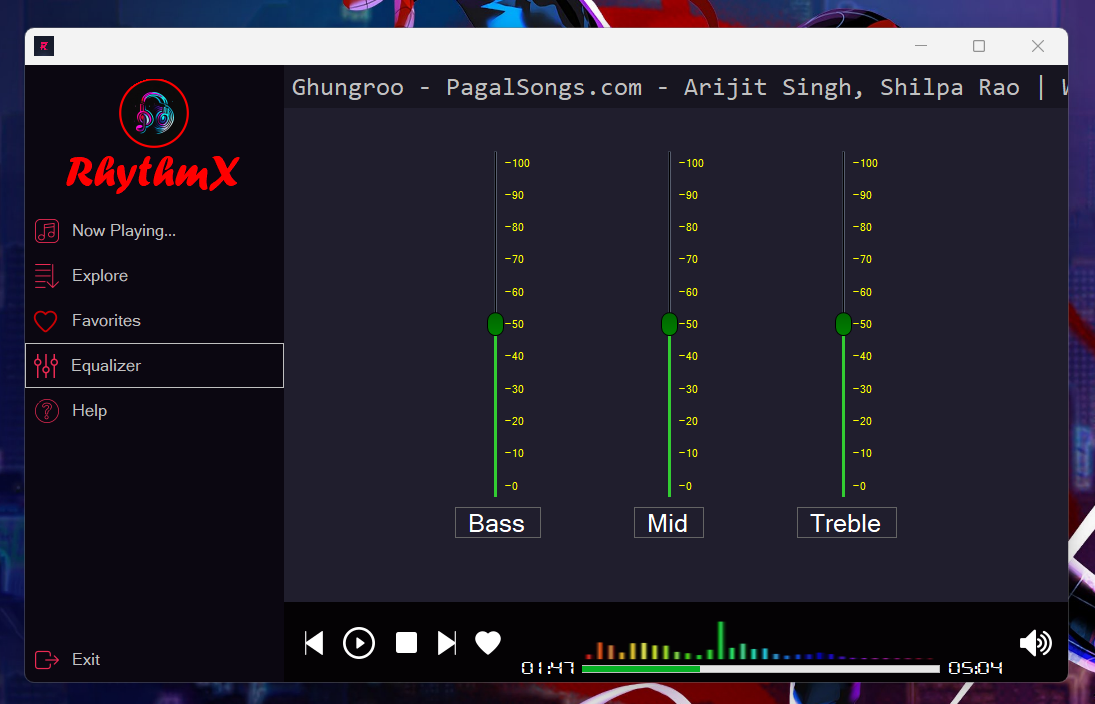 Ghungroo - PagalSongs.com - Arijit Singh, Shilpa Rao |
RhythmX
Now Playing...
Explore
Favorites
Equalizer
Help
Exit
-100 -100 -100
-90 -90 -90
-80 -80 -80
-70 -70 -70
-60 -60 -60
-50 -50 -50
-40 -40 -40
-30 -30 -30
-20 -20 -20
-10 -10 -10
-0 -0 -0
Bass Mid Treble
01:47 05:04